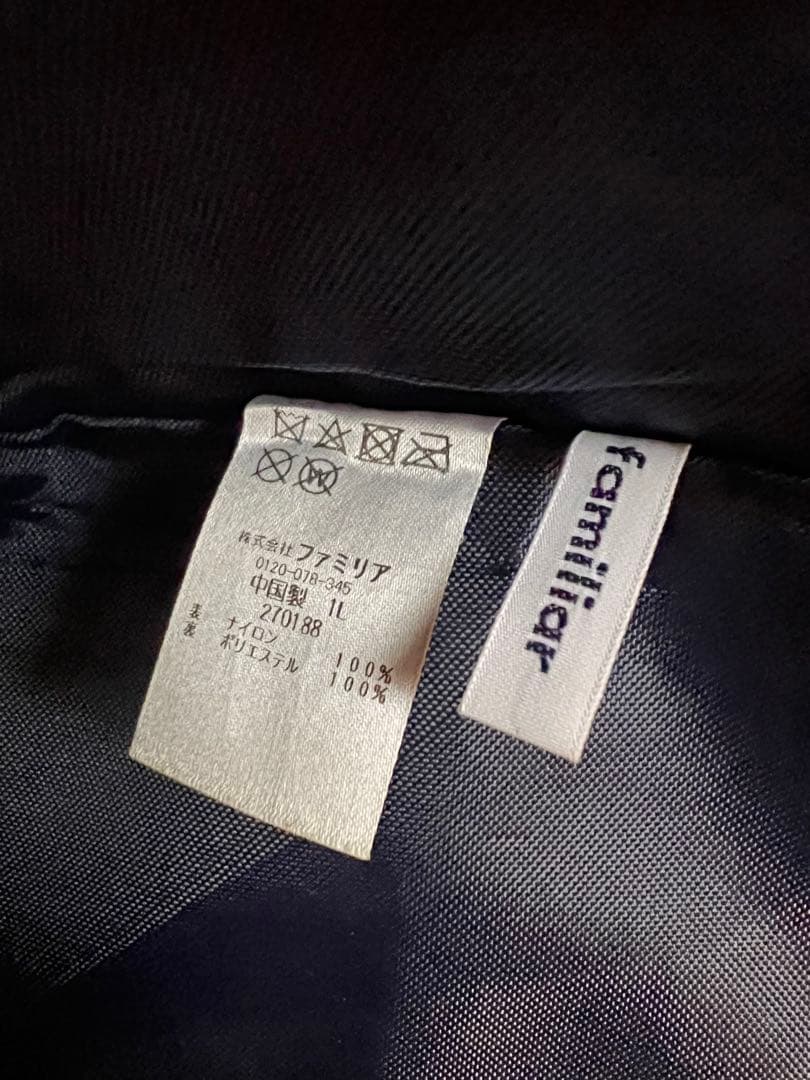 株式会社 ファミリア
0120-078-345
中国製 1L
270188
表 ナイロン 100%
裏 ポリエステル 100%
familiar